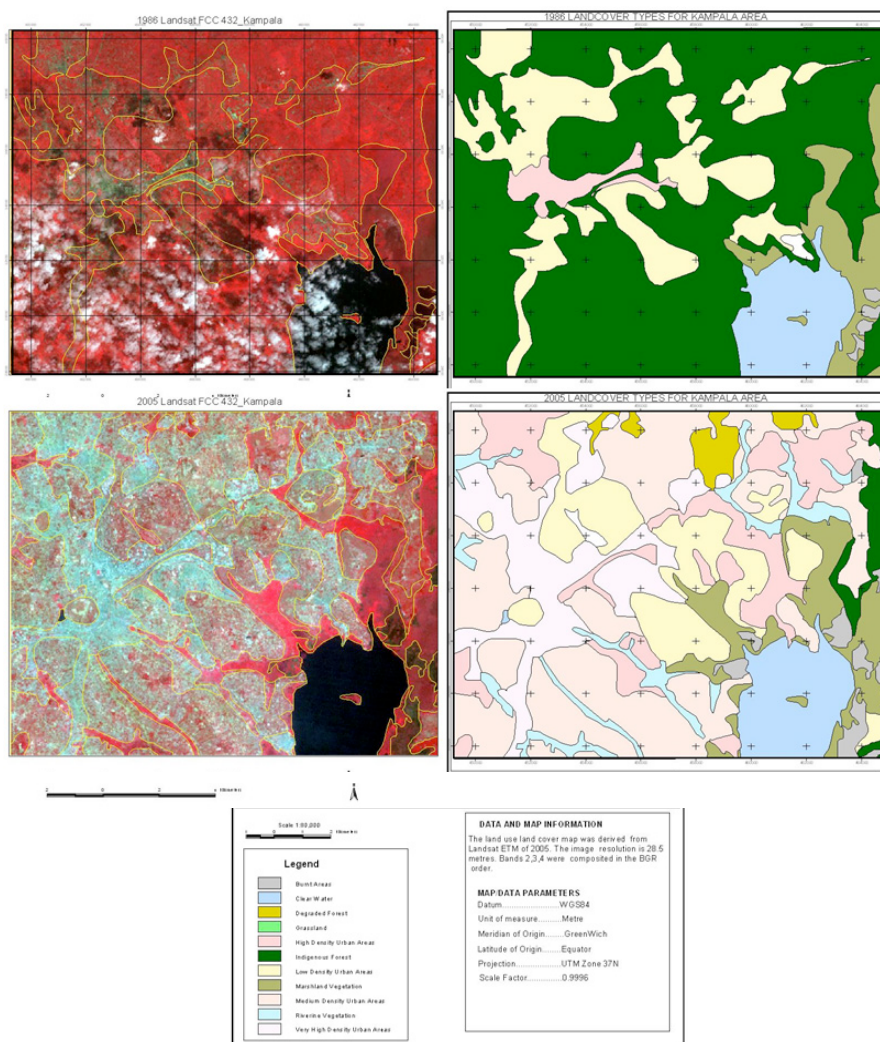 1986 Landsat FCC 432_Kampala
1986 LANDCOVER TYPES FOR KAMPALA AREA
2005 Landsat FCC 432_Kampala
2005 LANDCOVER TYPES FOR KAMPALA AREA
Scale 1:80,000
Legend
Burnt Areas
Clear Water
Degraded Forest
Grassland
High Density Urban Areas
Indigenous Forest
Low Density Urban Areas
Marshland Vegetation
Medium Density Urban Areas
Riverine Vegetation
Very High Density Urban Areas
DATA AND MAP INFORMATION
The land use land cover map was derived from
Landsat ETM of 2005. The image resolution is 28.5
metres. Bands 2,3,4 were composited in the BGR
order.
MAP/DATA PARAMETERS
Datum..........................WGS84
Unit of measure..........Metre
Meridian of Origin........GreenWich
Latitude of Origin.......Equator
Projection...................UTM Zone 37N
Scale Factor..............0.9996